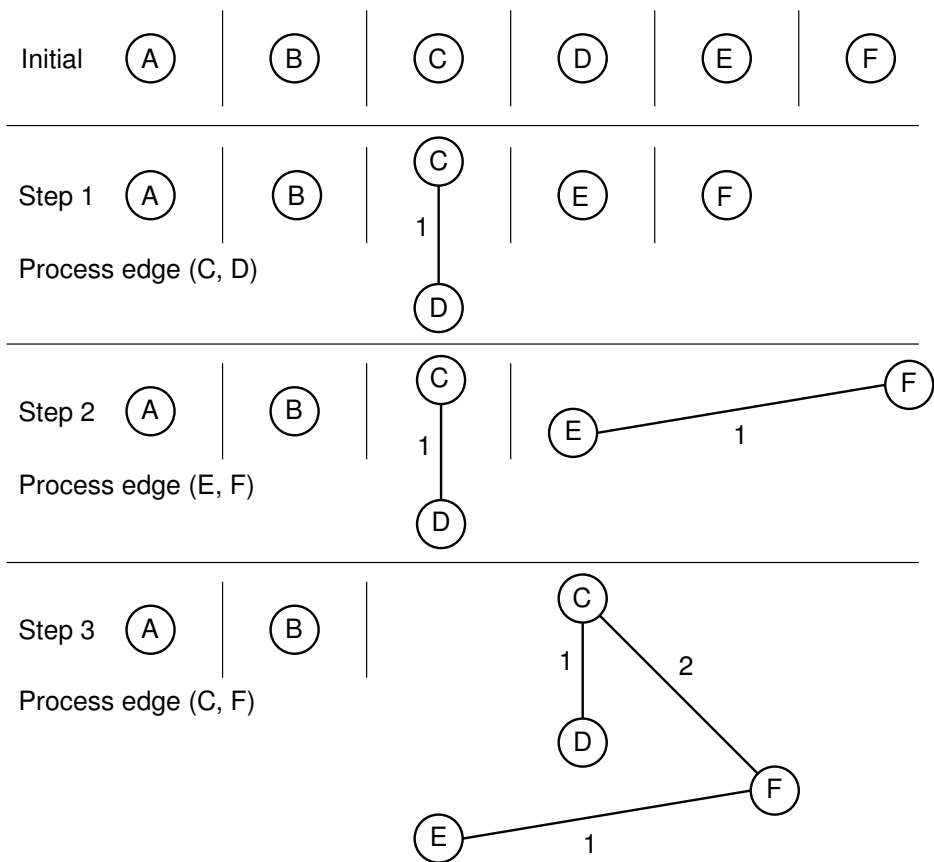 Initial A B C D E F
C
Step 1 A B E F
1
Process edge (C, D)
D
C F
Step 2 A B E
1 1
Process edge (E, F)
D
C
Step 3 A B
1 2
Process edge (C, F)
D
F
E
1